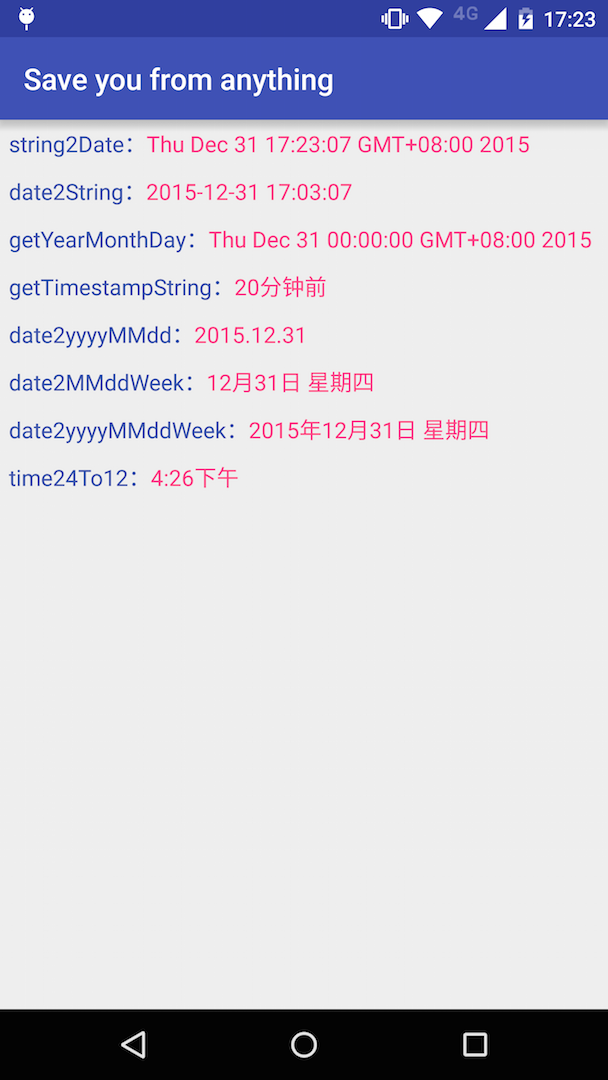 4G 17:23
Save you from anything
string2Date：Thu Dec 31 17:23:07 GMT+08:00 2015
date2String：2015-12-31 17:03:07
getYearMonthDay：Thu Dec 31 00:00:00 GMT+08:00 2015
getTimestampString：20分钟前
date2yyyyMMdd：2015.12.31
date2MMddWeek：12月31日 星期四
date2yyyyMMddWeek：2015年12月31日 星期四
time24To12：4:26下午